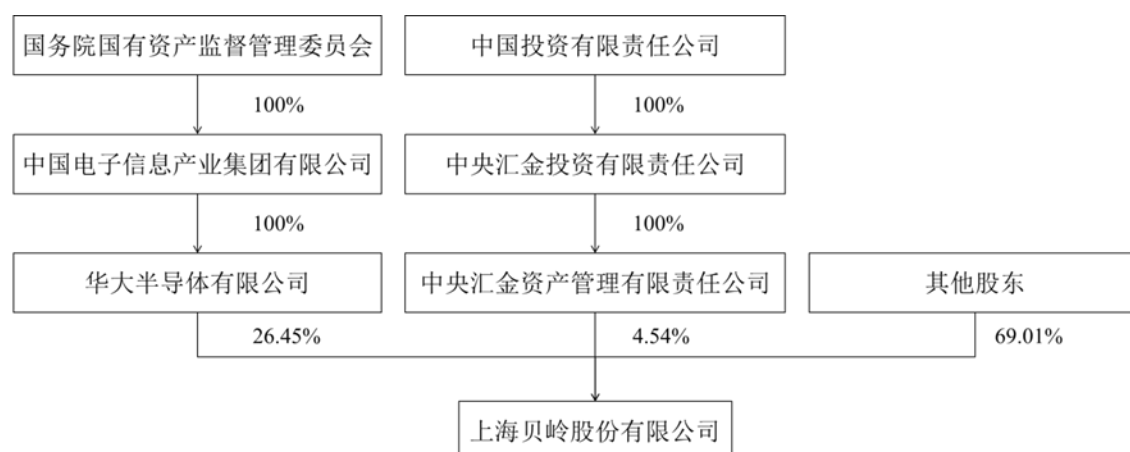 国务院国有资产监督管理委员会
中国投资有限责任公司
100%
100%
中国电子信息产业集团有限公司
中央汇金投资有限责任公司
100%
100%
华大半导体有限公司
中央汇金资产管理有限责任公司
其他股东
26.45%
4.54%
69.01%
上海贝岭股份有限公司